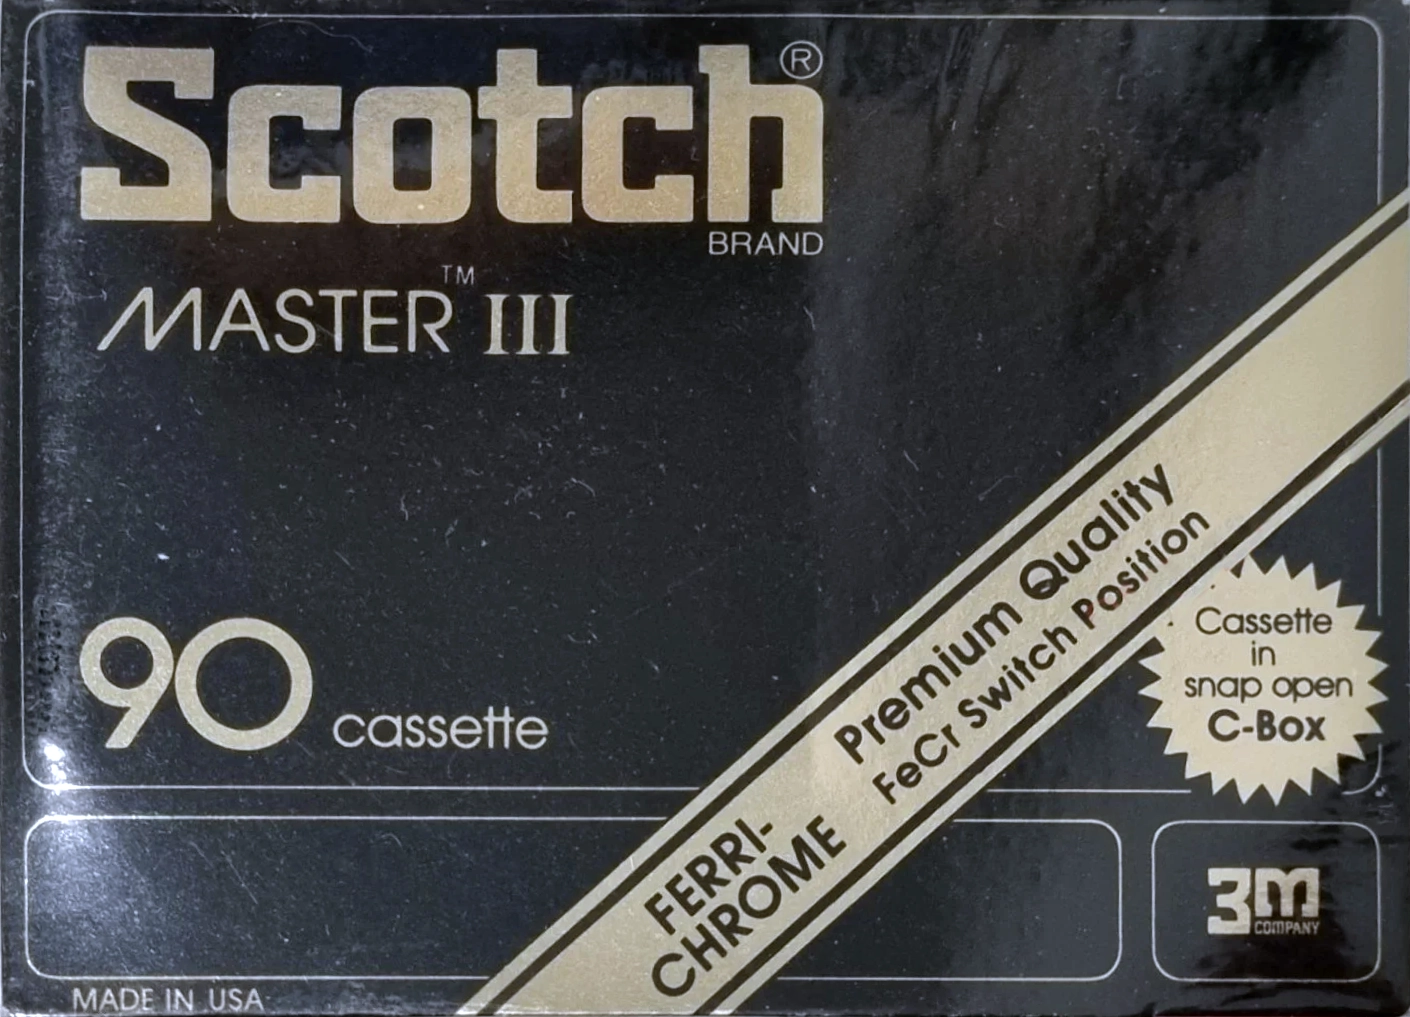 Scotch®
BRAND
MASTER™ III
90 cassette
Premium Quality
FeCr Switch Position
FERRI-
CHROME
Cassette
in
snap open
C-Box
3M
COMPANY
MADE IN USA